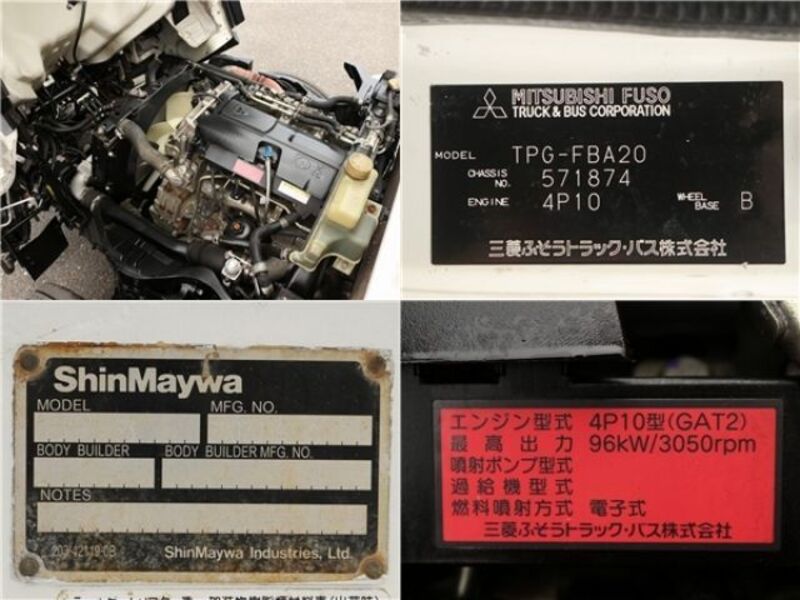 MITSUBISHI FUSO
TRUCK & BUS CORPORATION
MODEL TPG-FBA20
CHASSIS NO. 571874
ENGINE 4P10 WHEEL BASE B
三菱ふそうトラック・バス株式会社
ShinMaywa
MODEL MFG. NO.
BODY BUILDER BODY BUILDER MFG. NO.
NOTES
ShinMaywa Industries, Ltd.
エンジン型式 4P10型(GAT2)
最高出力 96kW/3050rpm
噴射ポンプ型式
過給機型式
燃料噴射方式 電子式
三菱ふそうトラック・バス株式会社